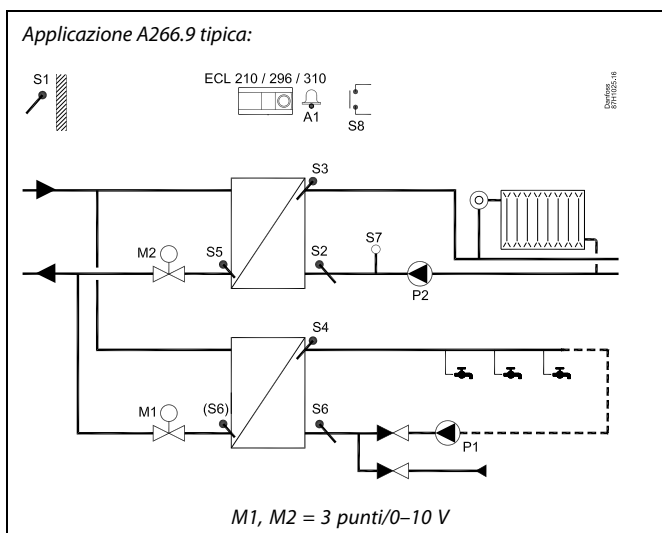 Applicazione A266.9 tipica:
S1
ECL 210 / 296 / 310
A1
S8
Danfoss
87H1025.16
S3
M2
S5
S2
S7
P2
S4
M1
(S6)
S6
P1
M1, M2 = 3 punti/0–10 V